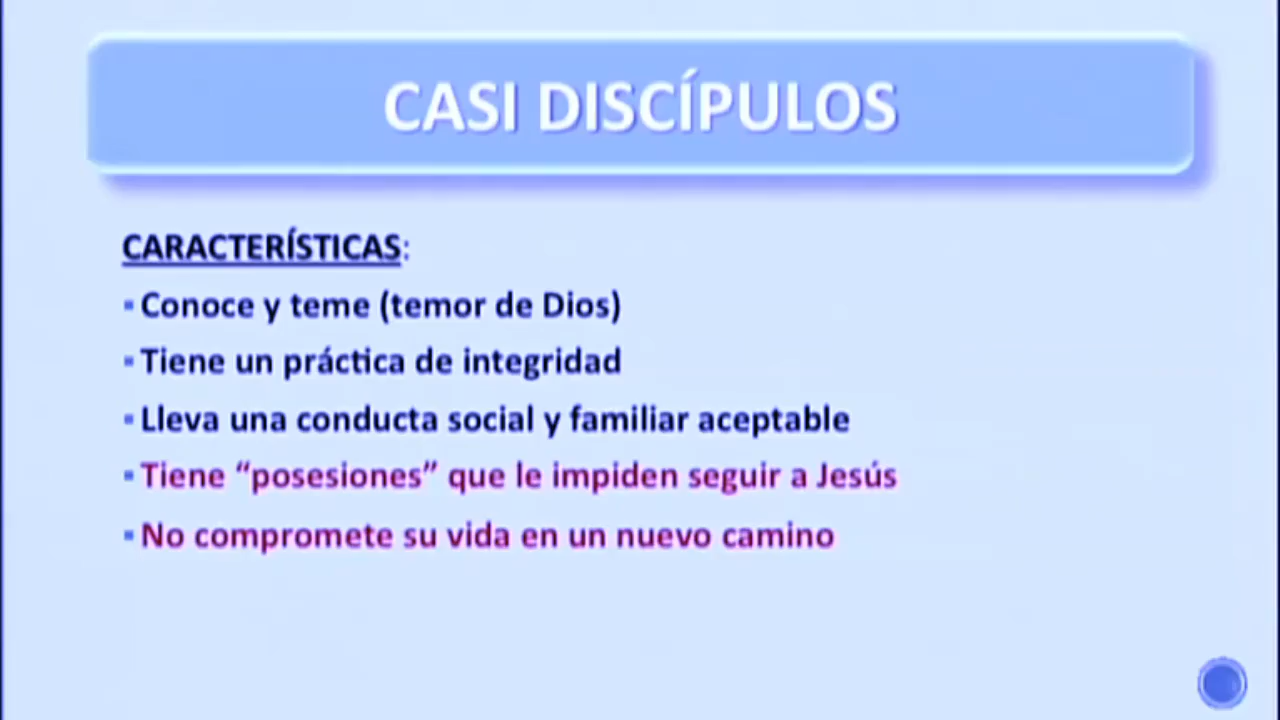 CASI DISCÍPULOS
CARACTERÍSTICAS:
▪ Conoce y teme (temor de Dios)
▪ Tiene un práctica de integridad
▪ Lleva una conducta social y familiar aceptable
▪ Tiene “posesiones” que le impiden seguir a Jesús
▪ No compromete su vida en un nuevo camino